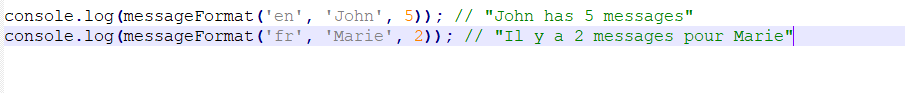 console.log(messageFormat('en', 'John', 5)); // "John has 5 messages"
console.log(messageFormat('fr', 'Marie', 2)); // "Il y a 2 messages pour Marie"